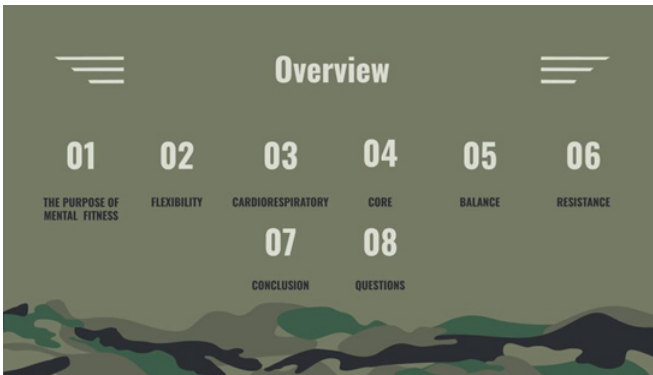 Overview
01
02
03
04
05
06
THE PURPOSE OF
MENTAL FITNESS
FLEXIBILITY
CARDIORESPIRATORY
CORE
BALANCE
RESISTANCE
07
08
CONCLUSION
QUESTIONS